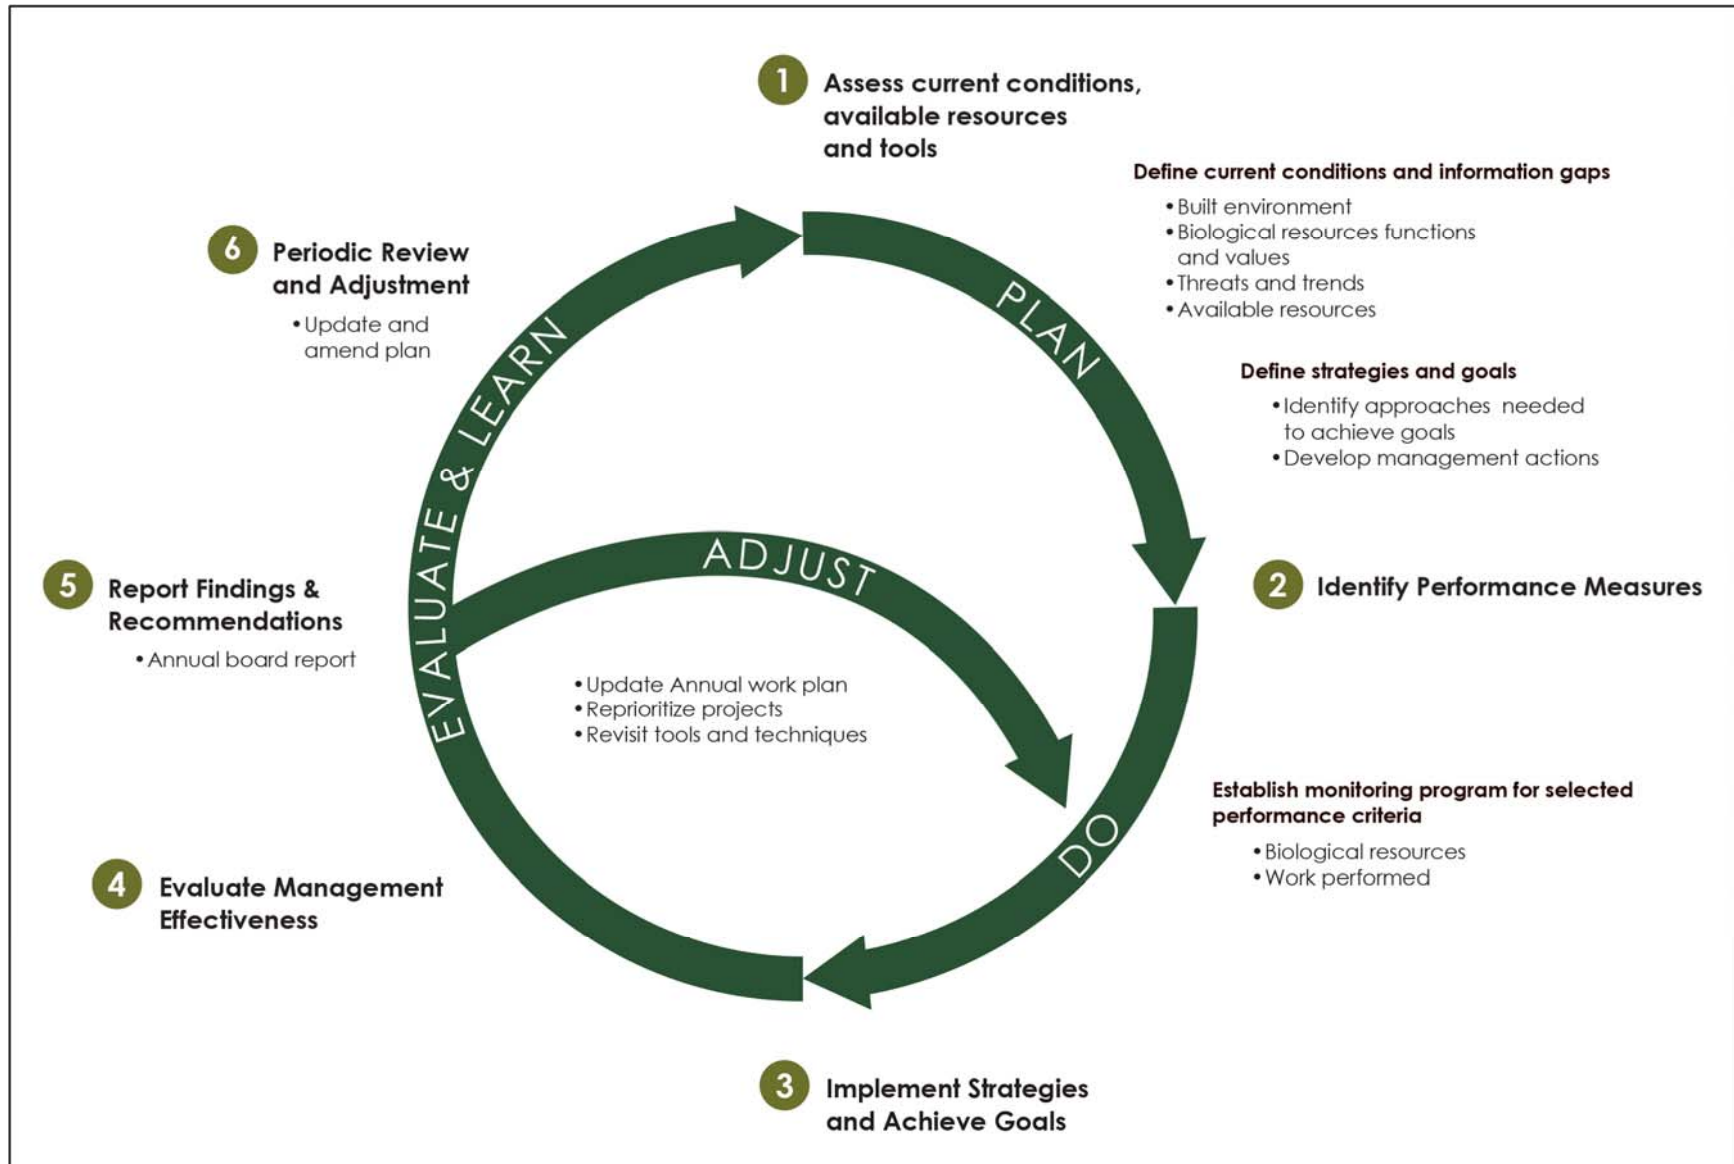 1 Assess current conditions,
available resources
and tools
Define current conditions and information gaps
•Built environment
•Biological resources functions
and values
•Threats and trends
•Available resources
PLAN
Define strategies and goals
•Identify approaches needed
to achieve goals
•Develop management actions
2 Identify Performance Measures
Establish monitoring program for selected
performance criteria
•Biological resources
•Work performed
DO
3 Implement Strategies
and Achieve Goals
4 Evaluate Management
Effectiveness
5 Report Findings &
Recommendations
•Annual board report
EVALUATE & LEARN
6 Periodic Review
and Adjustment
•Update and
amend plan
ADJUST
•Update Annual work plan
•Reprioritize projects
•Revisit tools and techniques